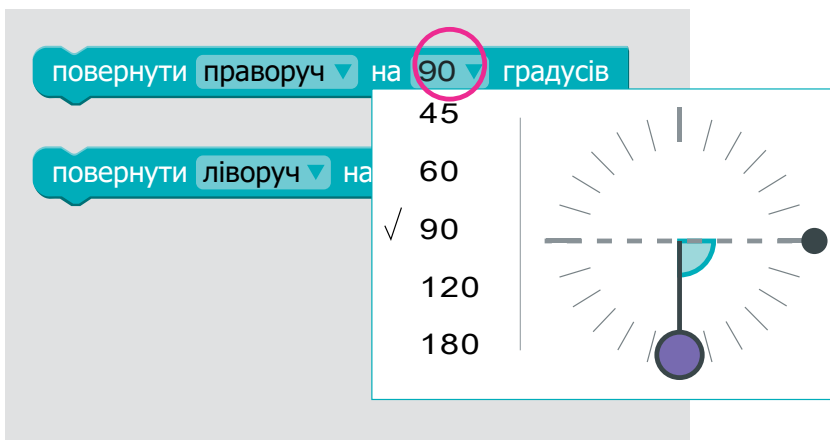 повернути праворуч на 90 градусів
повернути ліворуч на
45
60
√ 90
120
180